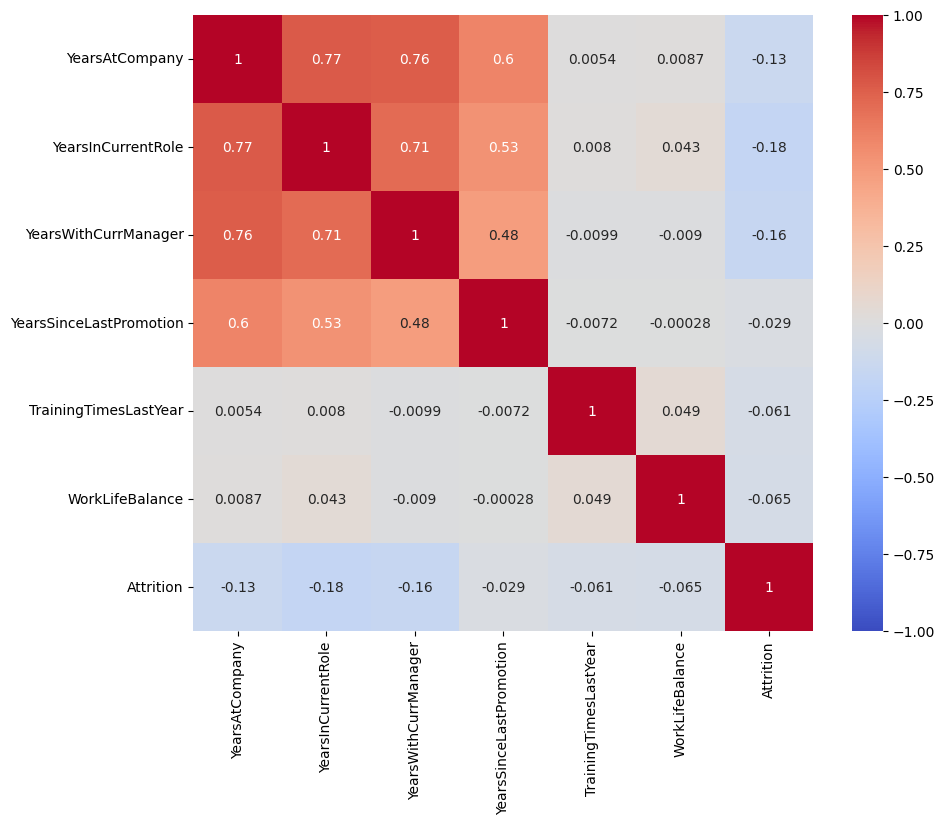 YearsAtCompany 1 0.77 0.76 0.6 0.0054 0.0087 -0.13
YearsInCurrentRole 0.77 1 0.71 0.53 0.008 0.043 -0.18
YearsWithCurrManager 0.76 0.71 1 0.48 -0.0099 -0.009 -0.16
YearsSinceLastPromotion 0.6 0.53 0.48 1 -0.0072 -0.00028 -0.029
TrainingTimesLastYear 0.0054 0.008 -0.0099 -0.0072 1 0.049 -0.061
WorkLifeBalance 0.0087 0.043 -0.009 -0.00028 0.049 1 -0.065
Attrition -0.13 -0.18 -0.16 -0.029 -0.061 -0.065 1
YearsAtCompany
YearsInCurrentRole
YearsWithCurrManager
YearsSinceLastPromotion
TrainingTimesLastYear
WorkLifeBalance
Attrition
1.00
0.75
0.50
0.25
0.00
−0.25
−0.50
−0.75
−1.00